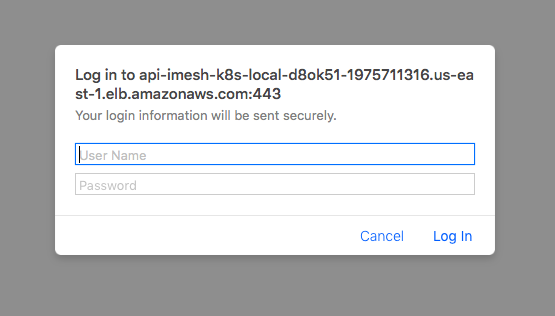 Log in to api-imesh-k8s-local-d8ok51-1975711316.us-ea
st-1.elb.amazonaws.com:443
Your login information will be sent securely.
User Name
Password
Cancel
Log In